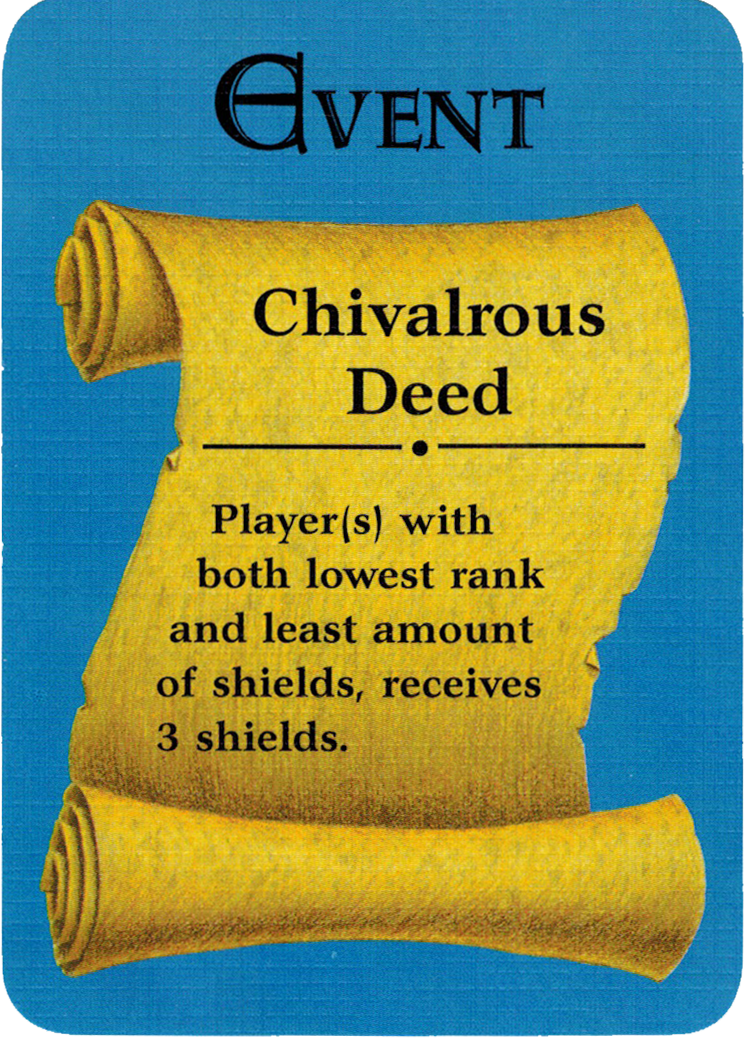 EVENT
Chivalrous
Deed
Player(s) with
both lowest rank
and least amount
of shields, receives
3 shields.